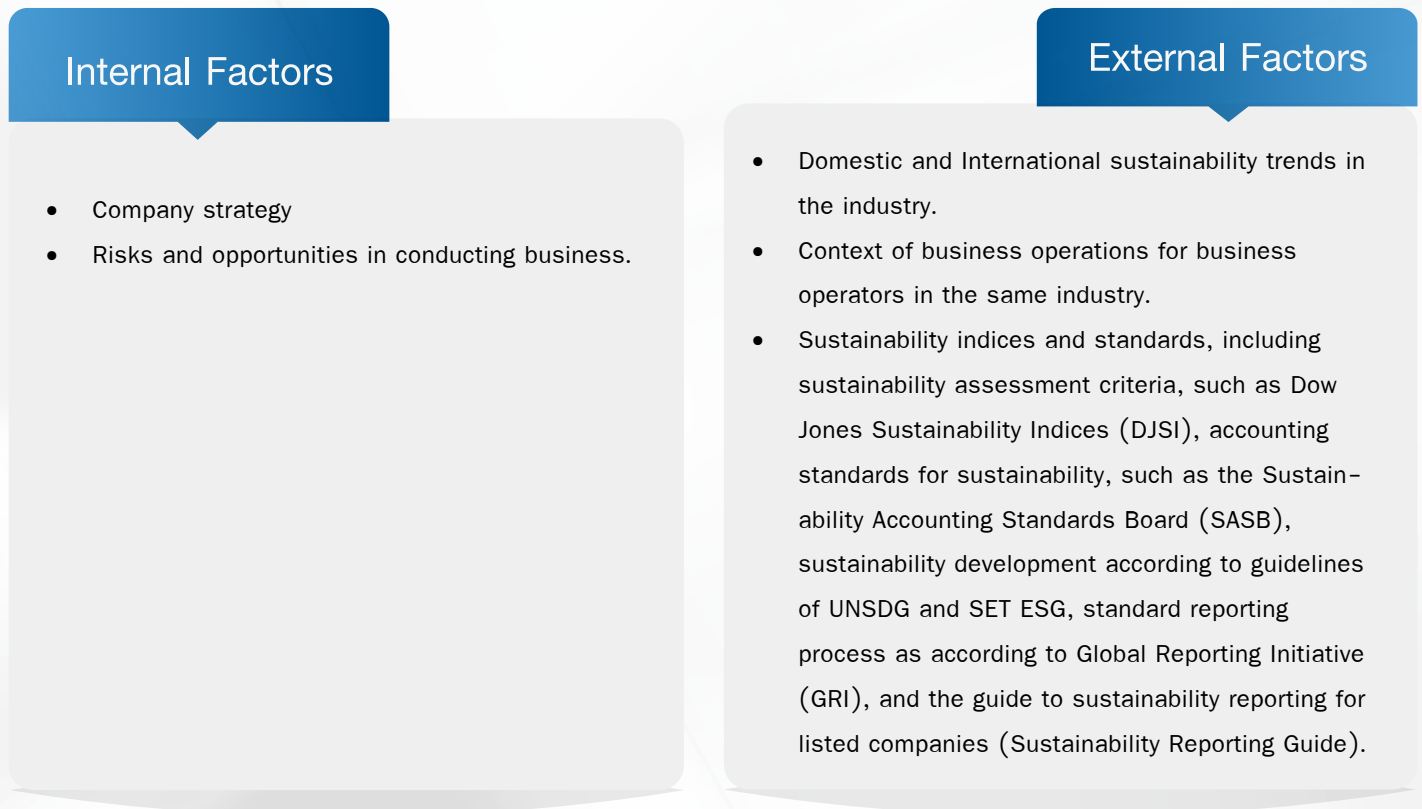 Internal Factors
• Company strategy
• Risks and opportunities in conducting business.
External Factors
• Domestic and International sustainability trends in
the industry.
• Context of business operations for business
operators in the same industry.
• Sustainability indices and standards, including
sustainability assessment criteria, such as Dow
Jones Sustainability Indices (DJSI), accounting
standards for sustainability, such as the Sustain-
ability Accounting Standards Board (SASB),
sustainability development according to guidelines
of UNSDG and SET ESG, standard reporting
process as according to Global Reporting Initiative
(GRI), and the guide to sustainability reporting for
listed companies (Sustainability Reporting Guide).